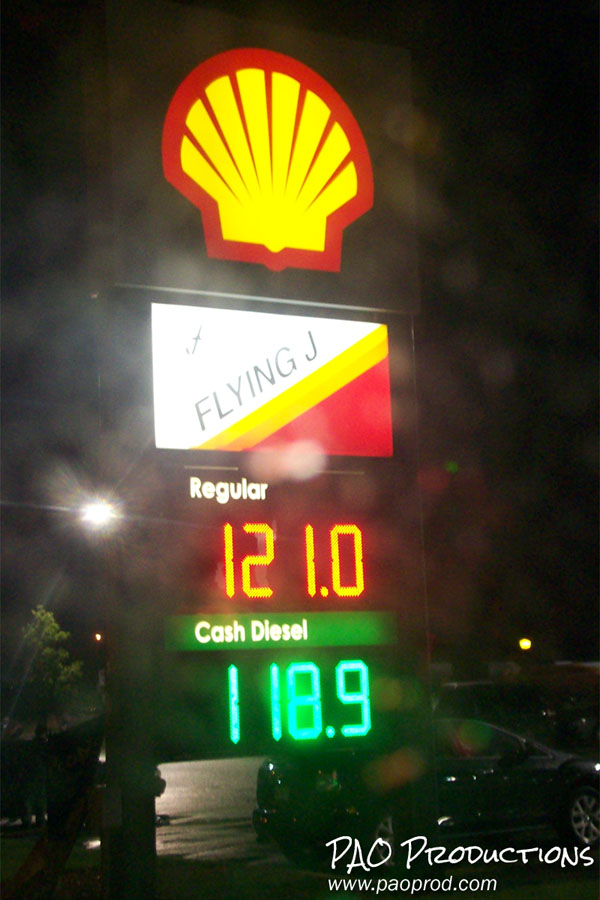 FLYING J
Regular
121.0
Cash Diesel
118.9
PAO PRODUCTIONS
www.paoprod.com